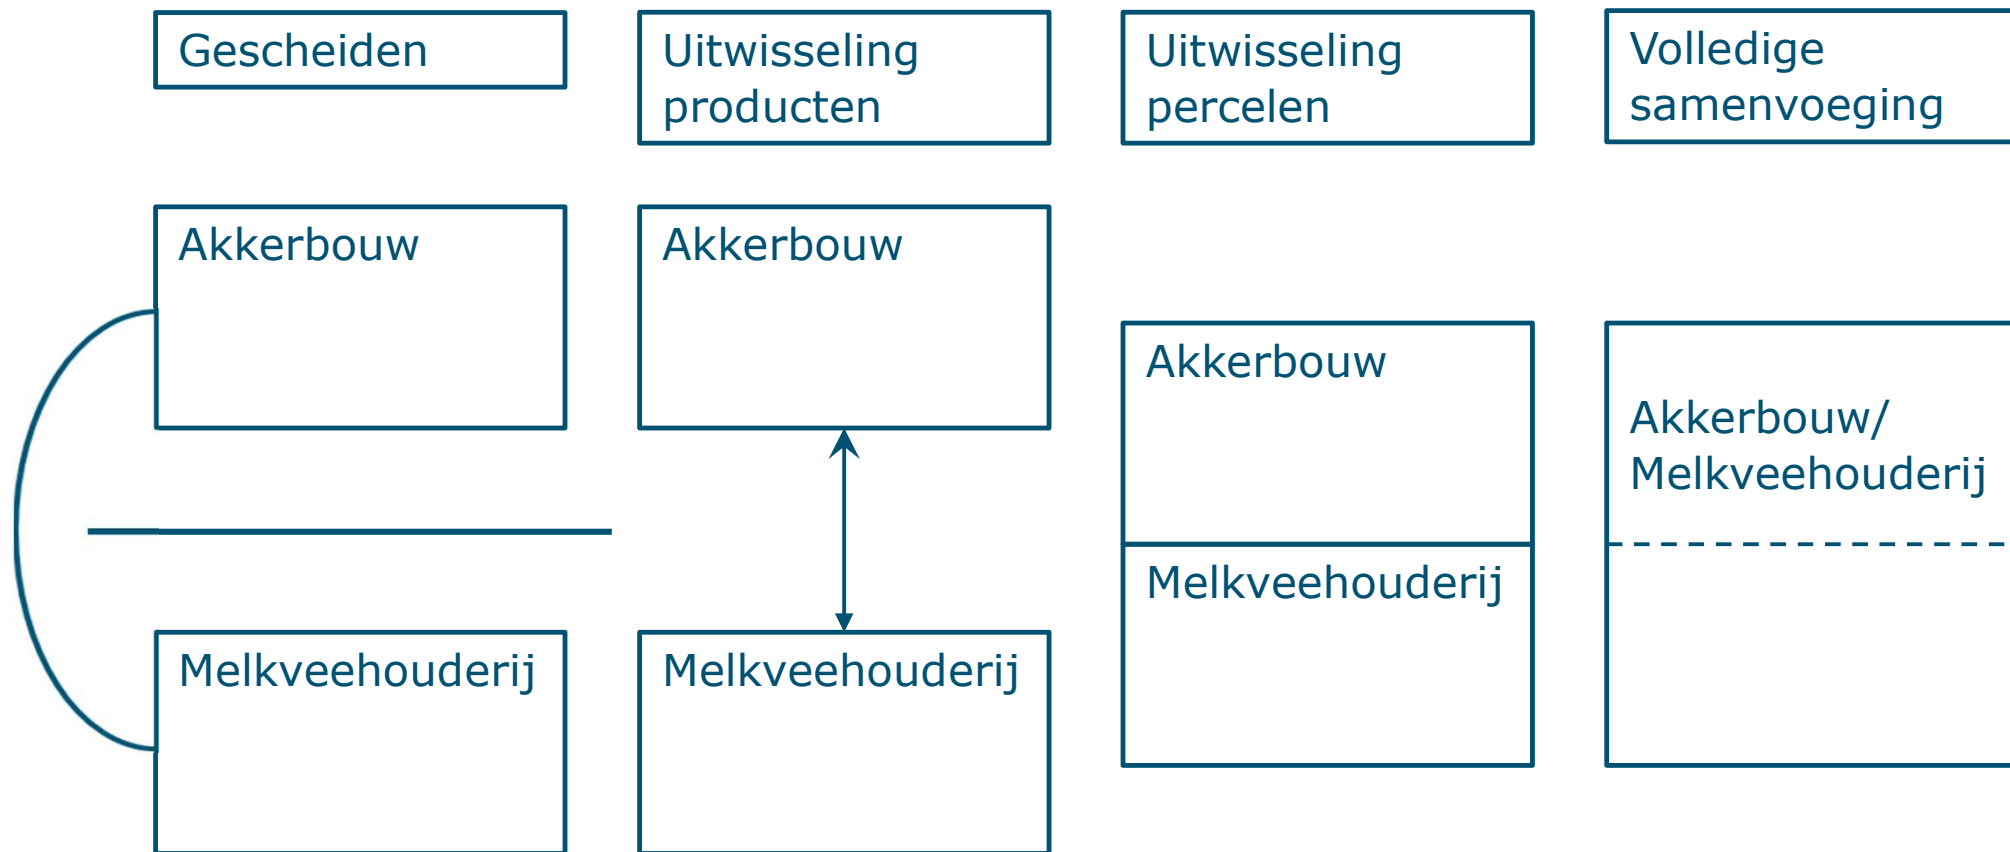 Gescheiden
Uitwisseling
producten
Uitwisseling
percelen
Volledige
samenvoeging
Akkerbouw
Akkerbouw
Akkerbouw
Akkerbouw/
Melkveehouderij
Melkveehouderij
Melkveehouderij
Melkveehouderij